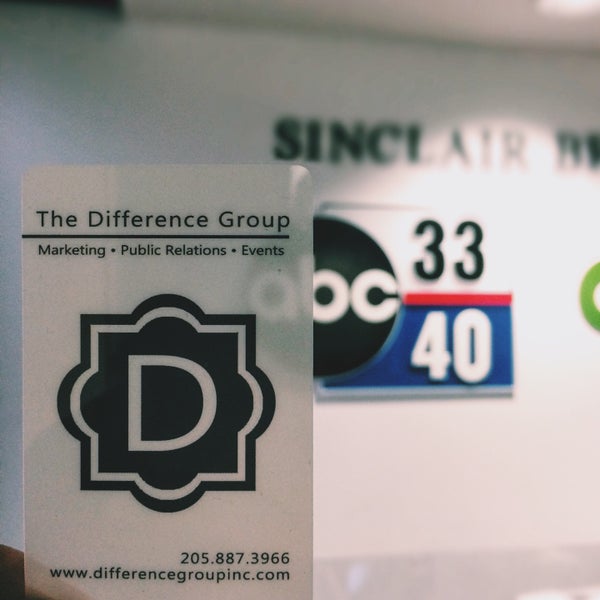 SINCLAIR
The Difference Group
Marketing • Public Relations • Events
abc
33
40
D
205.887.3966
www.differencegroupinc.com